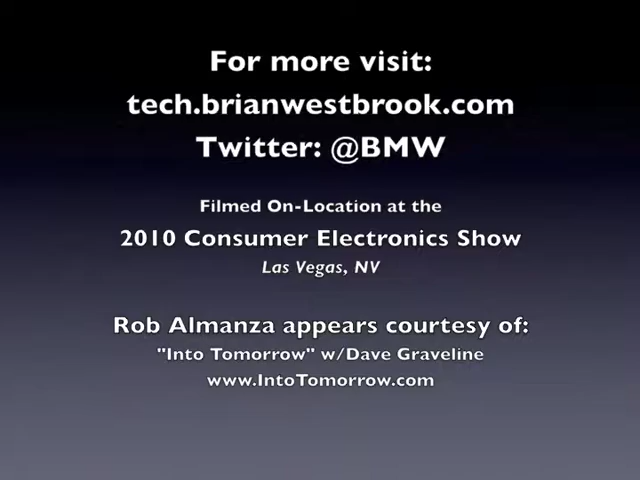 For more visit:
tech.brianwestbrook.com
Twitter: @BMW
Filmed On-Location at the
2010 Consumer Electronics Show
Las Vegas, NV
Rob Almanza appears courtesy of:
"Into Tomorrow" w/Dave Graveline
www.IntoTomorrow.com